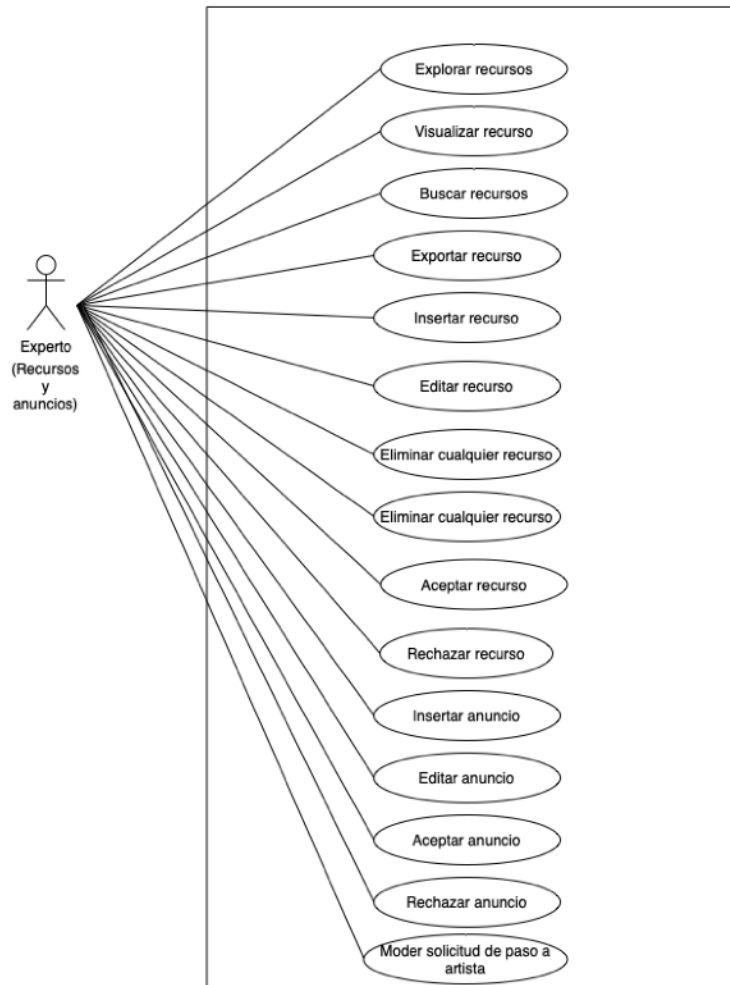 Explorar recursos
Visualizar recurso
Buscar recursos
Exportar recurso
Insertar recurso
Experto
(Recursos
y
anuncios)
Editar recurso
Eliminar cualquier recurso
Eliminar cualquier recurso
Aceptar recurso
Rechazar recurso
Insertar anuncio
Editar anuncio
Aceptar anuncio
Rechazar anuncio
Moder solicitud de paso a
artista